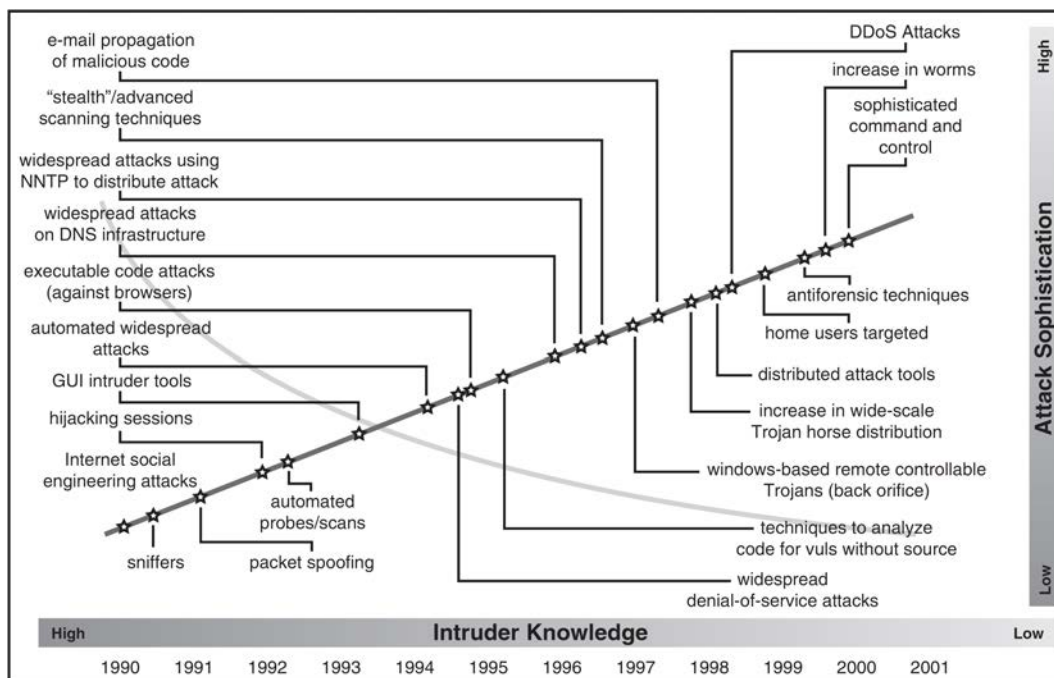 e-mail propagation
of malicious code
“stealth”/advanced
scanning techniques
widespread attacks using
NNTP to distribute attack
widespread attacks
on DNS infrastructure
executable code attacks
(against browsers)
automated widespread
attacks
GUI intruder tools
hijacking sessions
Internet social
engineering attacks
sniffers
packet spoofing
automated
probes/scans
DDoS Attacks
increase in worms
sophisticated
command and
control
antiforensic techniques
home users targeted
distributed attack tools
increase in wide-scale
Trojan horse distribution
windows-based remote controllable
Trojans (back orifice)
techniques to analyze
code for vuls without source
widespread
denial-of-service attacks
High
Attack Sophistication
Low
High Intruder Knowledge Low
1990 1991 1992 1993 1994 1995 1996 1997 1998 1999 2000 2001